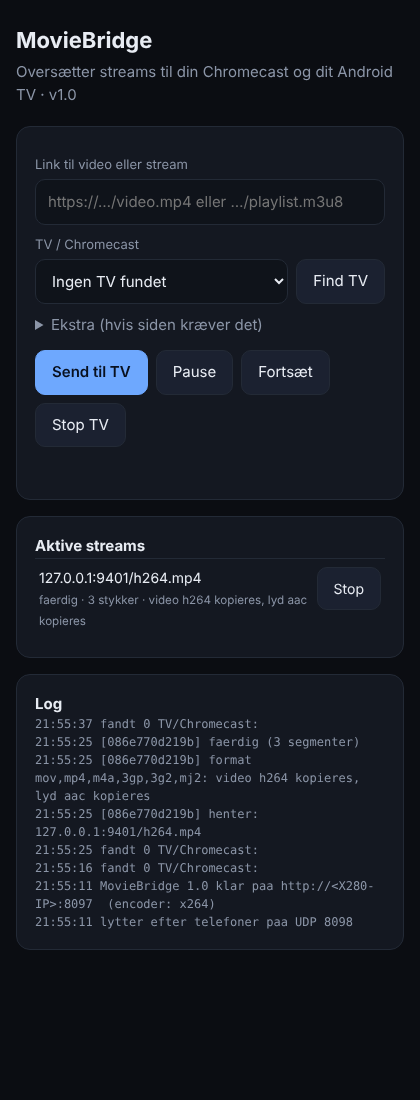 MovieBridge
Oversætter streams til din Chromecast og dit Android
TV · v1.0
Link til video eller stream
https://.../video.mp4 eller .../playlist.m3u8
TV / Chromecast
Ingen TV fundet
Find TV
Ekstra (hvis siden kræver det)
Send til TV
Pause
Fortsæt
Stop TV
Aktive streams
127.0.0.1:9401/h264.mp4
faerdig · 3 stykker · video h264 kopieres, lyd aac
kopieres
Stop
Log
21:55:37 fandt 0 TV/Chromecast:
21:55:25 [086e770d219b] faerdig (3 segmenter)
21:55:25 [086e770d219b] format
mov,mp4,m4a,3gp,3g2,mj2: video h264 kopieres,
lyd aac kopieres
21:55:25 [086e770d219b] henter:
127.0.0.1:9401/h264.mp4
21:55:25 fandt 0 TV/Chromecast:
21:55:16 fandt 0 TV/Chromecast:
21:55:11 MovieBridge 1.0 klar paa http://<X280-
IP>:8097  (encoder: x264)
21:55:11 lytter efter telefoner paa UDP 8098